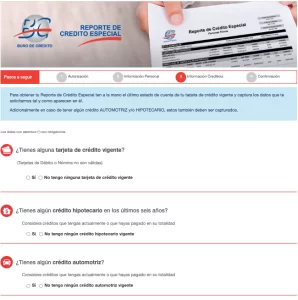 BC
BURÓ DE CRÉDITO
REPORTE DE
CRÉDITO ESPECIAL
Reporte de Crédito Especial
Pasos a seguir
1 Autorización
2 Información Personal
3 Información Crediticia
4 Confirmación
Para obtener tu Reporte de Crédito Especial ten a la mano el último estado de cuenta de tu tarjeta de crédito vigente y captura los datos que te
solicitamos tal y como aparecen en él.
Adicionalmente en caso de tener algún crédito AUTOMOTRIZ y/o HIPOTECARIO, estos también deben ser capturados.
Los datos con asterisco (*) son obligatorios.
¿Tienes alguna tarjeta de crédito vigente?
(Tarjetas de Débito o Nómina no son válidas)
Sí No tengo ninguna tarjeta de crédito vigente
¿Tienes algún crédito hipotecario en los últimos seis años?
Considera créditos que tengas actualmente o que hayas pagado en su totalidad
Sí No tengo ningún crédito hipotecario vigente
¿Tienes algún crédito automotriz?
Considera créditos que tengas actualmente o que hayas pagado en su totalidad
Sí No tengo ningún crédito automotriz vigente